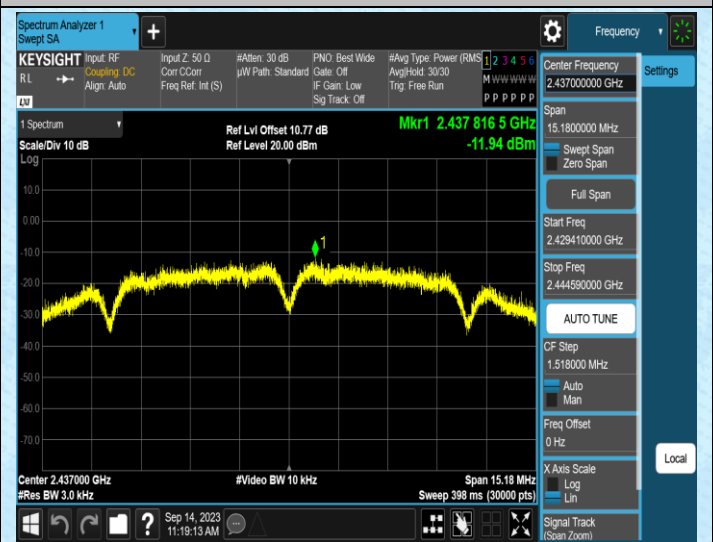 Spectrum Analyzer 1
Swept SA
+
Frequency
KEYSIGHT
RL
LXI
Input: RF
Coupling: DC
Align: Auto
Input Z: 50 Ω
Corr CCorr
Freq Ref: Int (S)
#Atten: 30 dB
µW Path: Standard
PNO: Best Wide
Gate: Off
IF Gain: Low
Sig Track: Off
#Avg Type: Power (RMS
Avg|Hold: 30/30
Trig: Free Run
1 2 3 4 5 6
M W W W W W
P P P P P P
1 Spectrum
Scale/Div 10 dB
Log
Ref Lvl Offset 10.77 dB
Ref Level 20.00 dBm
Mkr1 2.437 816 5 GHz
-11.94 dBm
10.0
0.00
-10.0
-20.0
-30.0
-40.0
-50.0
-60.0
-70.0
1
Center 2.437000 GHz
#Res BW 3.0 kHz
#Video BW 10 kHz
Span 15.18 MHz
Sweep 398 ms (30000 pts)
Sep 14, 2023
11:19:13 AM
?
Center Frequency
2.437000000 GHz
Span
15.1800000 MHz
Swept Span
Zero Span
Full Span
Start Freq
2.429410000 GHz
Stop Freq
2.444590000 GHz
AUTO TUNE
CF Step
1.518000 MHz
Auto
Man
Freq Offset
0 Hz
X Axis Scale
Log
Lin
Signal Track
(Span Zoom)
Settings
Local